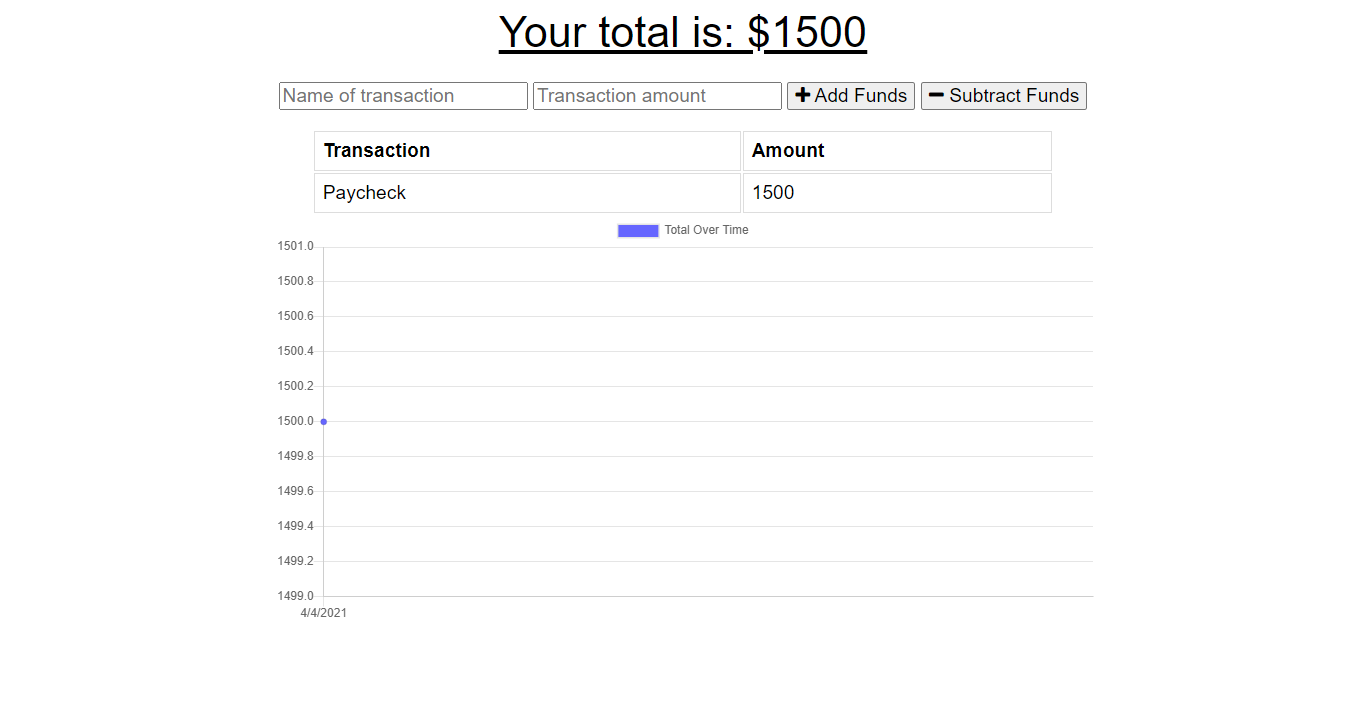 Your total is: $1500
Name of transaction Transaction amount Add Funds Subtract Funds
Transaction Amount
Paycheck 1500
Total Over Time
1501.0
1500.8
1500.6
1500.4
1500.2
1500.0
1499.8
1499.6
1499.4
1499.2
1499.0
4/4/2021